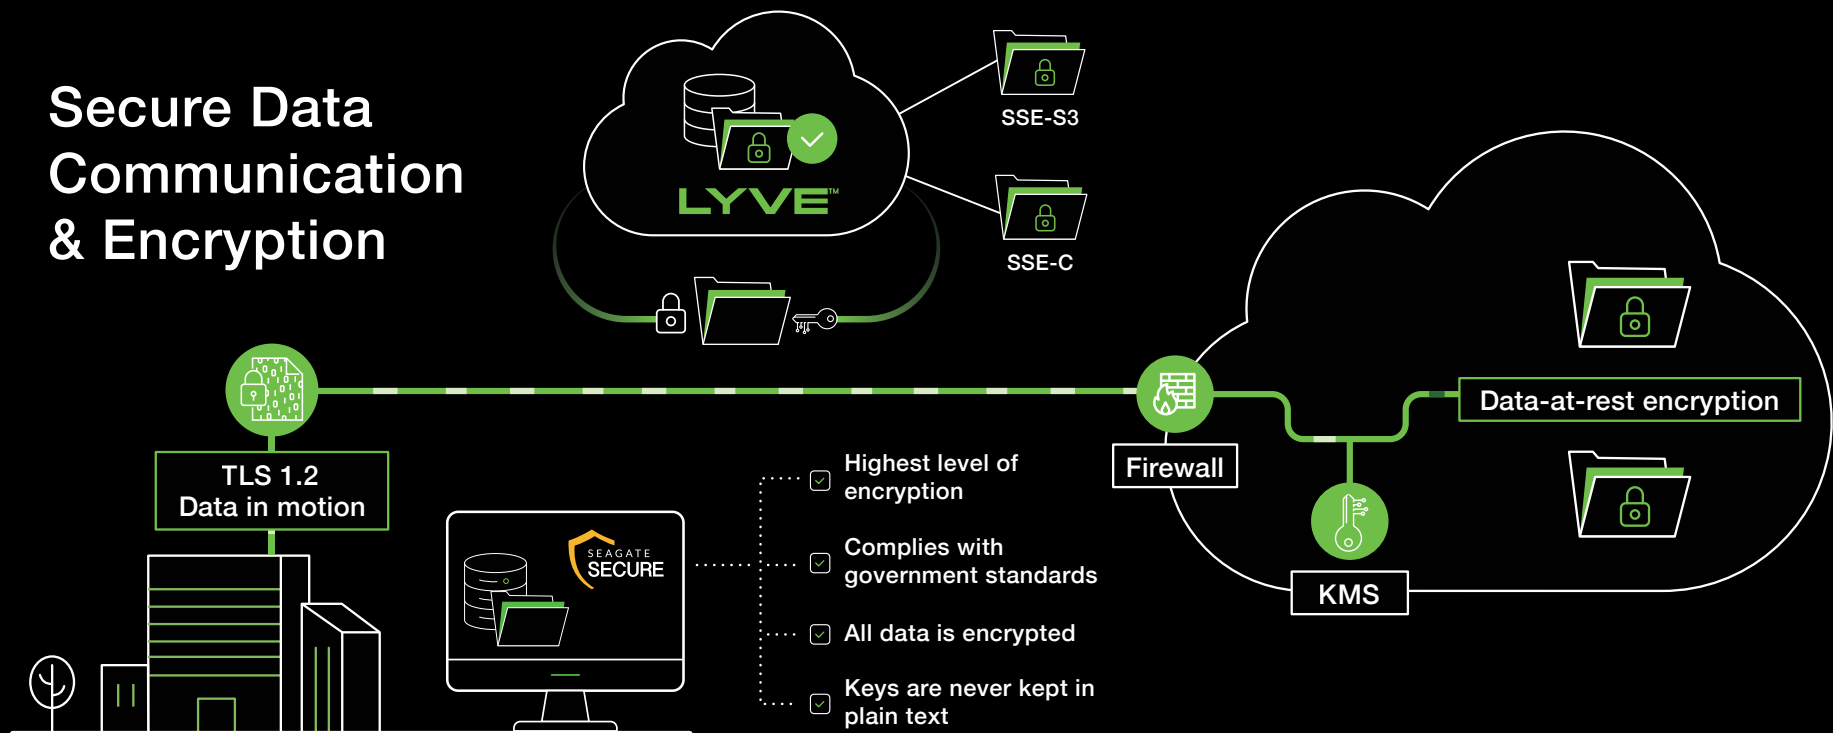 Secure Data
Communication
& Encryption
LYVE™
SSE-S3
SSE-C
TLS 1.2
Data in motion
Firewall
Data-at-rest encryption
KMS
SEAGATE
SECURE
Highest level of
encryption
Complies with
government standards
All data is encrypted
Keys are never kept in
plain text